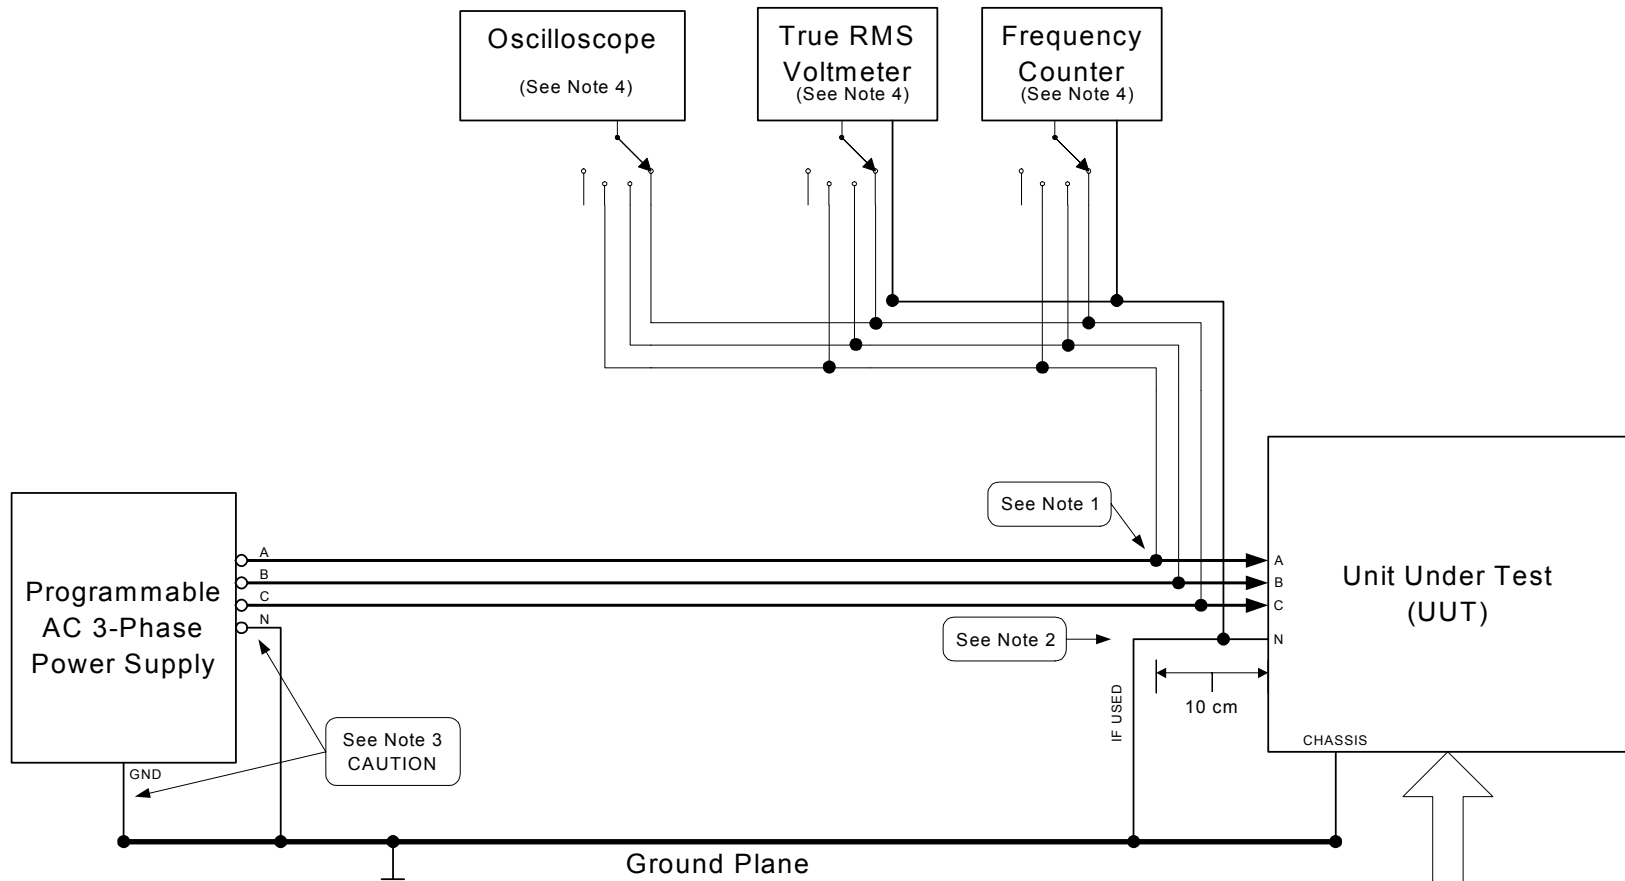 Oscilloscope
(See Note 4)
True RMS
Voltmeter
(See Note 4)
Frequency
Counter
(See Note 4)
See Note 1
Programmable
AC 3-Phase
Power Supply
A
B
C
N
A
B
C
N
Unit Under Test
(UUT)
See Note 2
IF USED
10 cm
See Note 3
CAUTION
GND
CHASSIS
Ground Plane